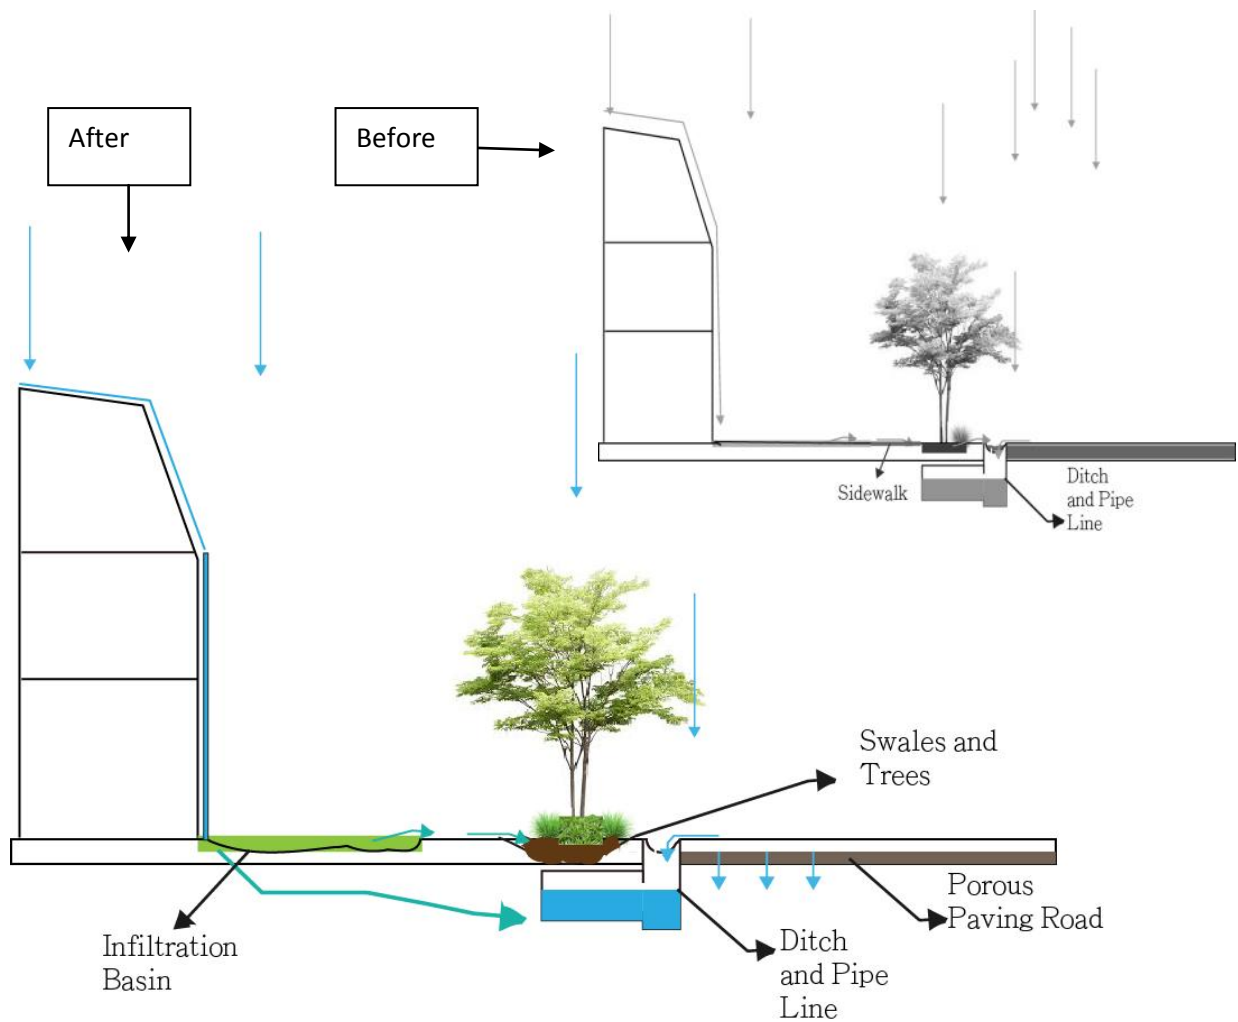 After
Before
Sidewalk
Ditch
and Pipe
Line
Swales and
Trees
Porous
Paving Road
Infiltration
Basin
Ditch
and Pipe
Line